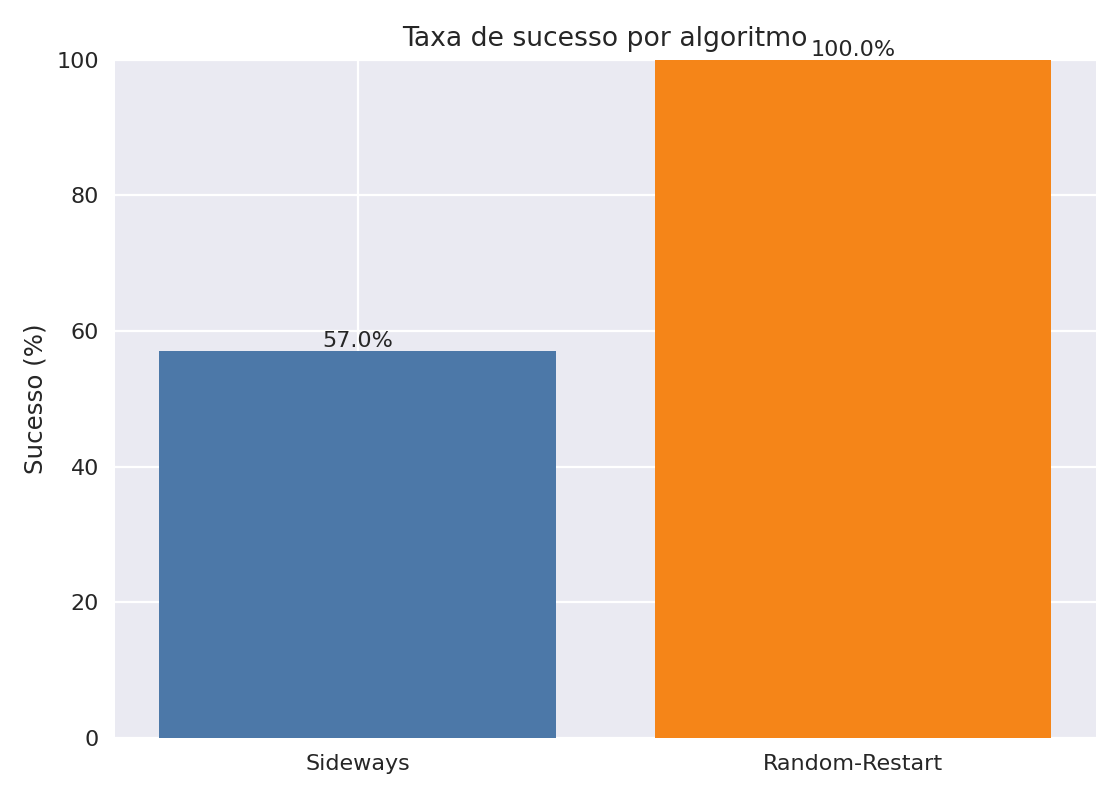 Taxa de sucesso por algoritmo
100.0%
100
80
60
57.0%
40
20
0
Sucesso (%)
Sideways
Random-Restart